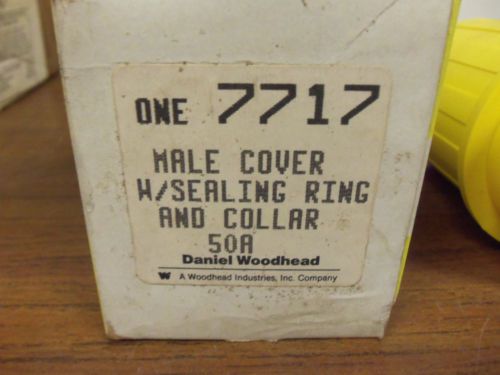 ONE 7717
MALE COVER
W/SEALING RING
AND COLLAR
50A
Daniel Woodhead
W A Woodhead Industries, Inc. Company